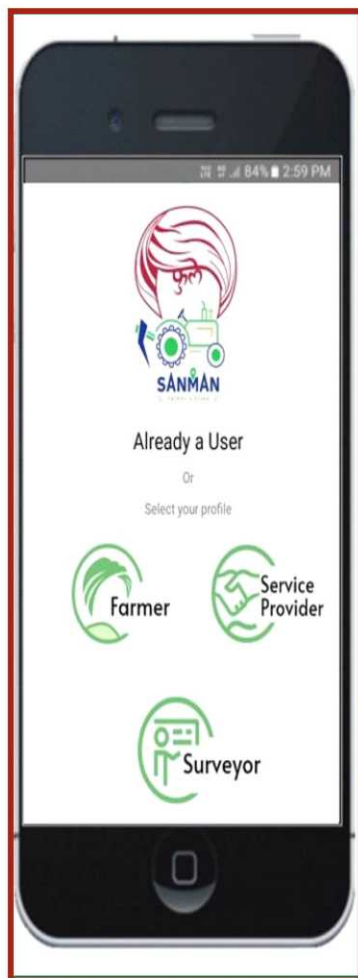 84% 2:59 PM
फुले
SANMAN
Already a User
Or
Select your profile
Farmer
Service
Provider
Surveyor